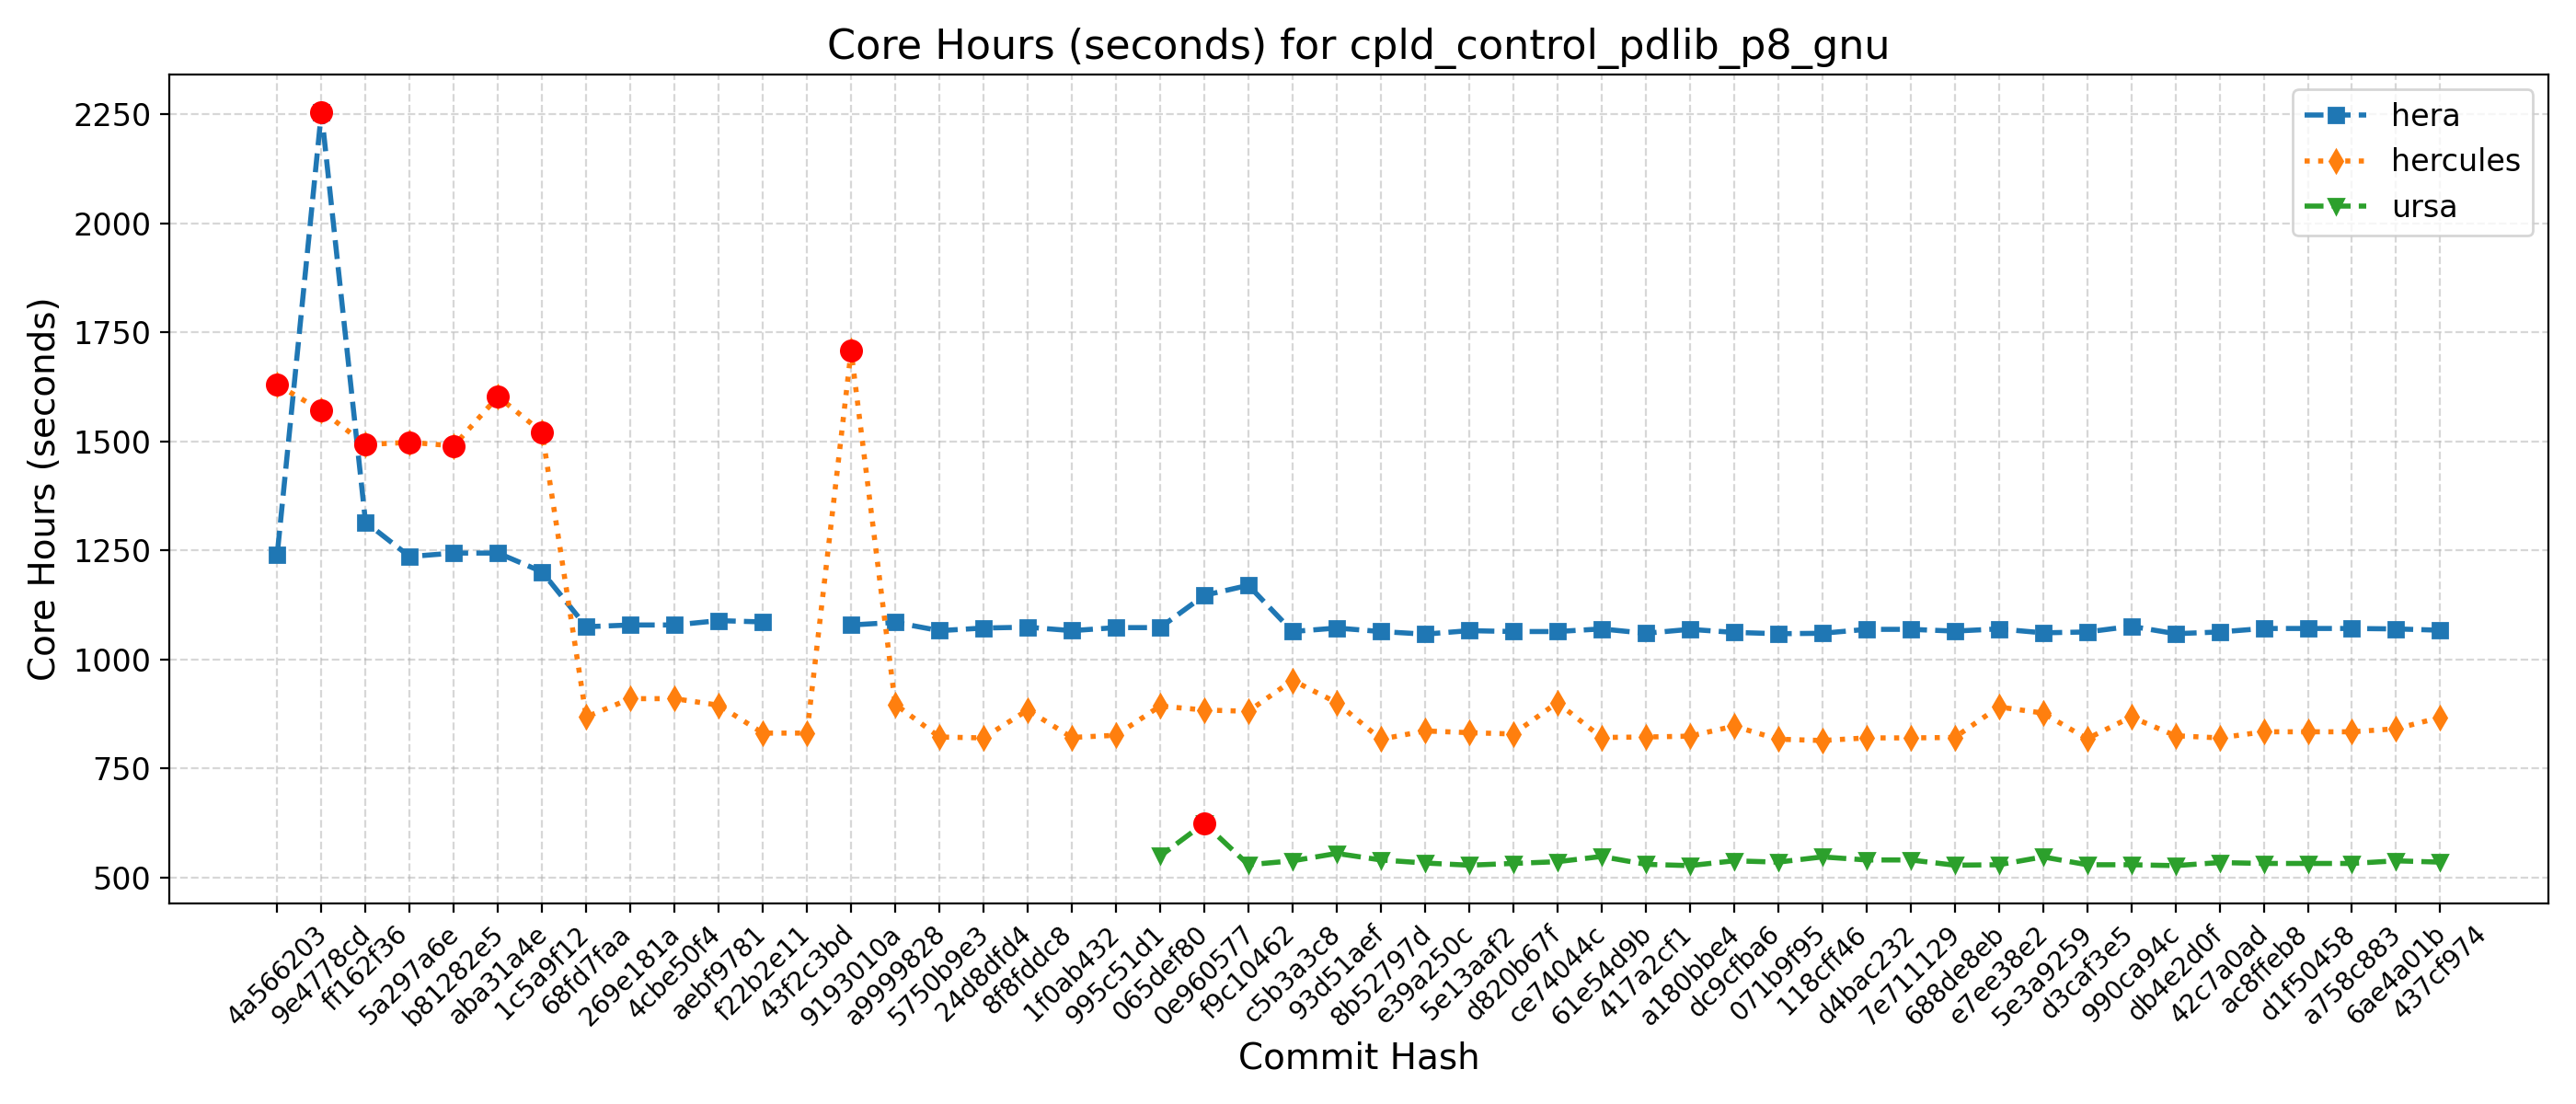 Core Hours (seconds) for cpld_control_pdlib_p8_gnu
Core Hours (seconds)
2250
2000
1750
1500
1250
1000
750
500
hera
hercules
ursa
4a566203
9e4778cd
ff162f36
5a297a6e
b81282e5
aba31a4e
1c5a9f12
68fd7faa
269e181a
4cbe50f4
aebf9781
f22b2e11
43f2c3bd
9193010a
a9999828
5750b9e3
24d8dfd4
8f8fddc8
1f0ab432
995c51d1
065def80
0e960577
f9c10462
c5b3a3c8
93d51aef
8b52797d
e39a250c
5e13aaf2
d820b67f
ce74044c
61e54d9b
417a2cf1
a180bbe4
dc9cfba6
071b9f95
118cff46
d4bac232
7e711129
688de8eb
e7ee38e2
5e3a9259
d3caf3e5
990ca94c
db4e2d0f
42c7a0ad
ac8ffeb8
d1f50458
a758c883
6ae4a01b
437cf974
Commit Hash